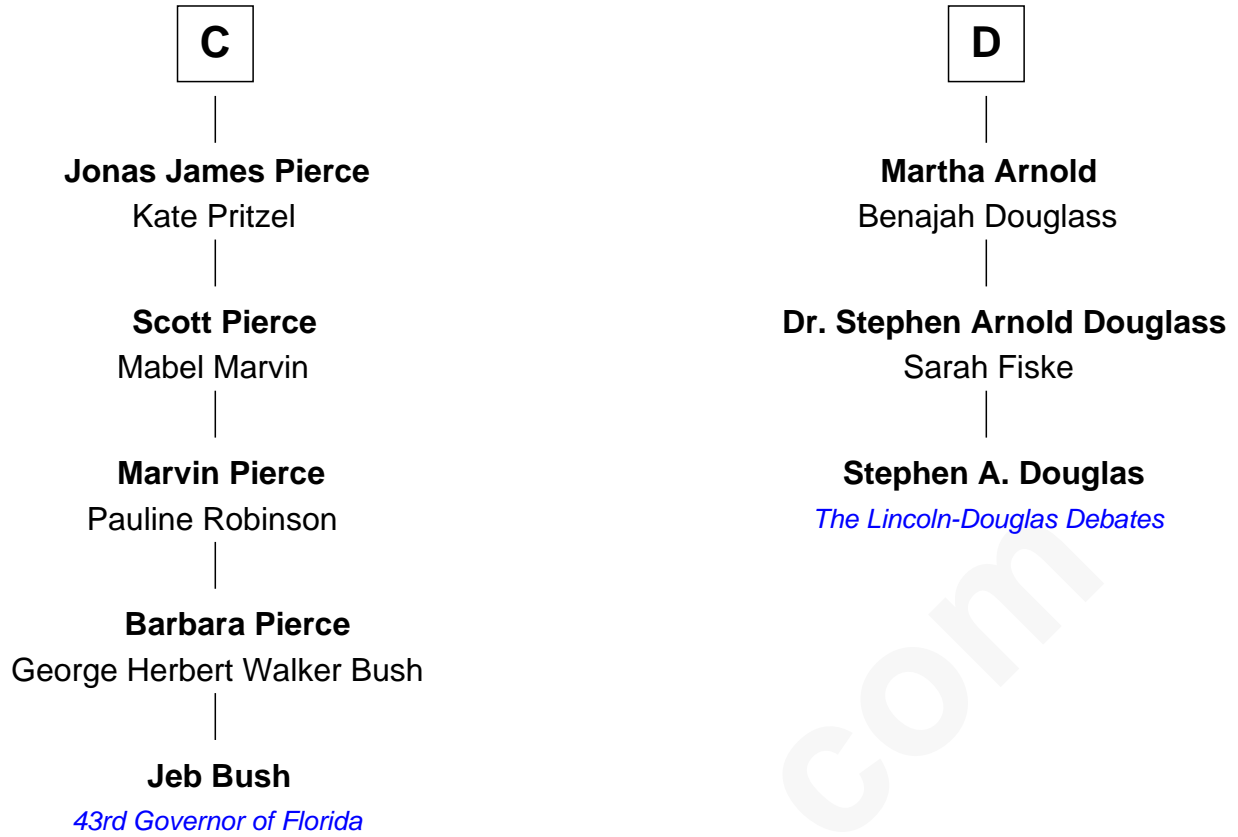 C
Jonas James Pierce
Kate Pritzel
Scott Pierce
Mabel Marvin
Marvin Pierce
Pauline Robinson
Barbara Pierce
George Herbert Walker Bush
Jeb Bush
43rd Governor of Florida
D
Martha Arnold
Benajah Douglass
Dr. Stephen Arnold Douglass
Sarah Fiske
Stephen A. Douglas
The Lincoln-Douglas Debates
com